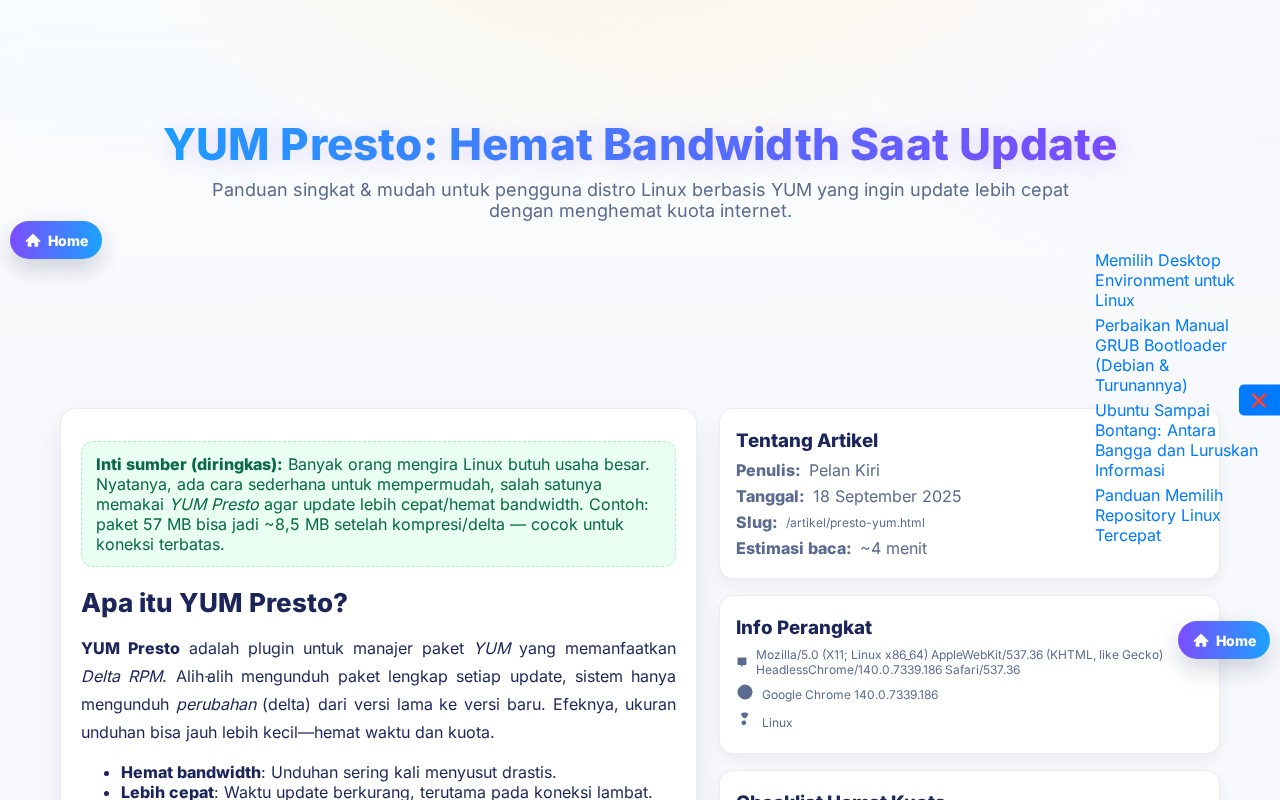 YUM Presto: Hemat Bandwidth Saat Update
Panduan singkat & mudah untuk pengguna distro Linux berbasis YUM yang ingin update lebih cepat
dengan menghemat kuota internet.
Home
Memilih Desktop
Environment untuk
Linux
Perbaikan Manual
GRUB Bootloader
(Debian &
Turunannya)
Ubuntu Sampai
Bontang: Antara
Bangga dan Luruskan
Informasi
Panduan Memilih
Repository Linux
Tercepat
Inti sumber (diringkas): Banyak orang mengira Linux butuh usaha besar.
Nyatanya, ada cara sederhana untuk mempermudah, salah satunya
memakai YUM Presto agar update lebih cepat/hemat bandwidth. Contoh:
paket 57 MB bisa jadi ~8,5 MB setelah kompresi/delta — cocok untuk
koneksi terbatas.
Apa itu YUM Presto?
YUM Presto adalah plugin untuk manajer paket YUM yang memanfaatkan
Delta RPM. Alih-alih mengunduh paket lengkap setiap update, sistem hanya
mengunduh perubahan (delta) dari versi lama ke versi baru. Efeknya, ukuran
unduhan bisa jauh lebih kecil—hemat waktu dan kuota.
• Hemat bandwidth: Unduhan sering kali menyusut drastis.
• Lebih cepat: Waktu update berkurang, terutama pada koneksi lambat.
Tentang Artikel
Penulis: Pelan Kiri
Tanggal: 18 September 2025
Slug: /artikel/presto-yum.html
Estimasi baca: ~4 menit
Info Perangkat
Mozilla/5.0 (X11; Linux x86_64) AppleWebKit/537.36 (KHTML, like Gecko)
HeadlessChrome/140.0.7339.186 Safari/537.36
Google Chrome 140.0.7339.186
Linux
Home
Checklist Hemat Kuota